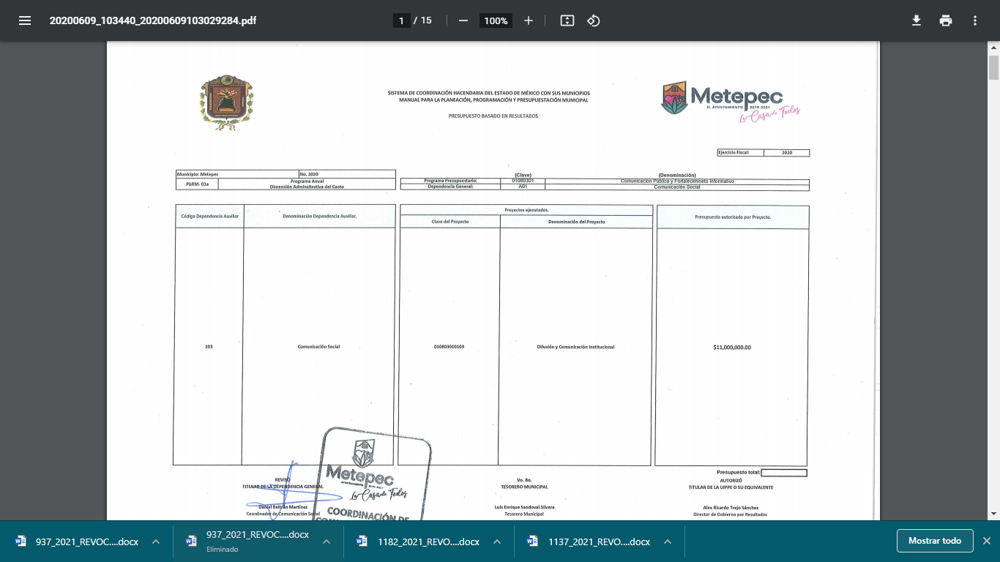 20200609_103440_20200609103029284.pdf
1 / 15
100%
SISTEMA DE COORDINACIÓN HACENDARIA DEL ESTADO DE MÉXICO CON SUS MUNICIPIOS
MANUAL PARA LA PLANEACIÓN, PROGRAMACIÓN Y PRESUPUESTACIÓN MUNICIPAL
PRESUPUESTO BASADO EN RESULTADOS
Metepec
H. AYUNTAMIENTO 2019-2021
La Casa de Todos
Ejercicio Fiscal: 2020
Municipio: Metepec No. 2020
PbRM- 01a
Programa Anual
Dimensión Adminsitrativa del Gasto
(Clave) (Denominación)
Programa Presupuestario: 01080301 Comunicación Pública y Fortalecimineto Informativo
Dependencia General: A01 Comunicación Social
Código Dependencia Auxiliar
Denominación Dependencia Auxiliar.
Proyectos ejecutados.
Clave del Proyecto
Denominación del Proyecto
Presupuesto autorizado por Proyecto.
103
Comunicación Social
010803010103
Difusión y Comunicación Institucional
$11,000,000.00
Presupuesto total:
REVISÓ
TITULAR DE LA DEPENDENCIA GENERAL
Daniel Beltrán Martínez
Coordinador de Comunicación Social
Metepec
AYUNTAMIENTO 2019-2021
La Casa de Todos
COORDINACIÓN DE
Vo. Bo.
TESORERO MUNICIPAL
Luis Enrique Sandoval Silvera
Tesorero Municipal
AUTORIZÓ
TITULAR DE LA UIPPE O SU EQUIVALENTE
Alex Ricardo Trejo Sánchez
Director de Gobierno por Resultados
937_2021_REVOC....docx
937_2021_REVOC....docx
Eliminado
1182_2021_REVO....docx
1137_2021_REVO....docx
Mostrar todo